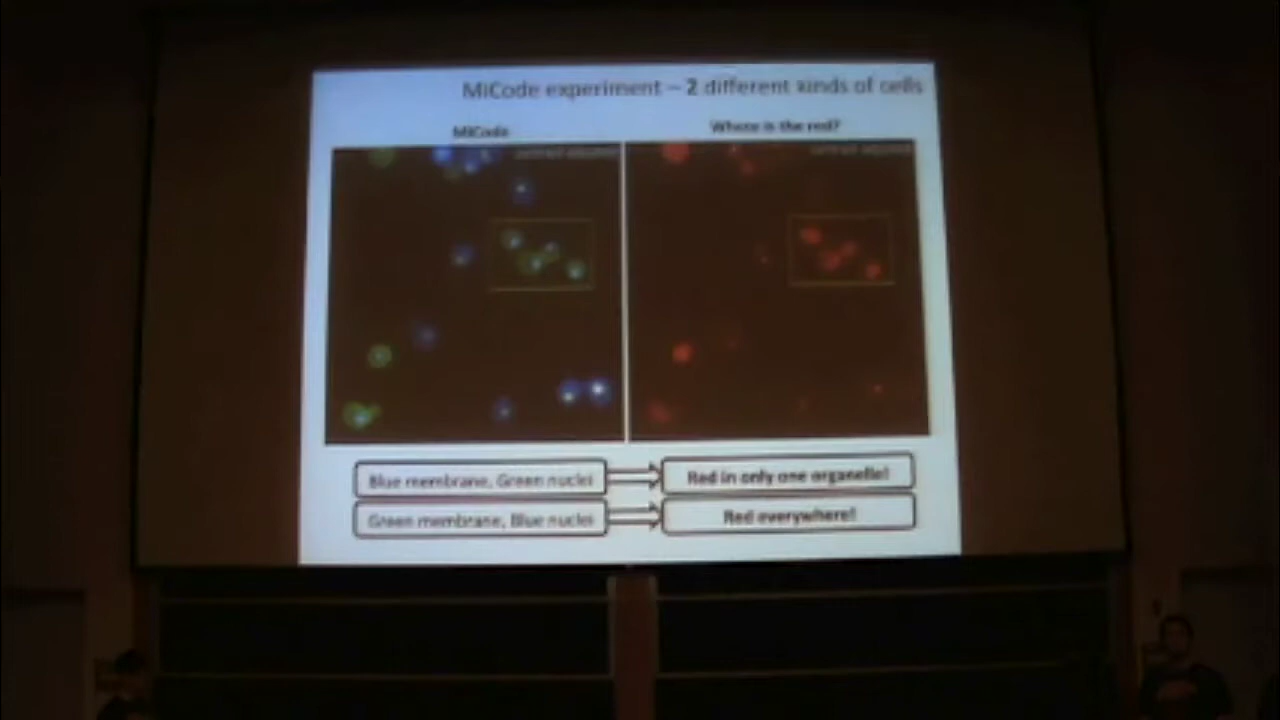 MiCode experiment – 2 different kinds of cells
MiCode
Where is the red?
Blue membrane, Green nuclei
Red in only one organelle!
Green membrane, Blue nuclei
Red everywhere!